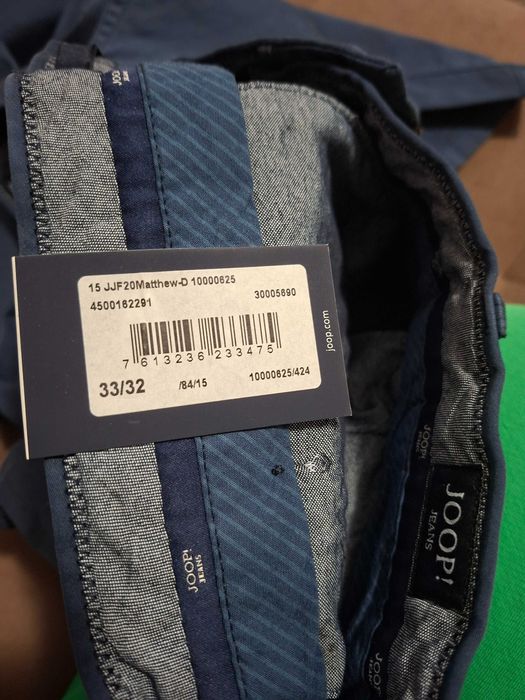 JOOP!
JEANS
15 JJF20Matthew-D 10000625
4500162291
30005690
7 613236 233475
33/32
/84/15
10000625/424
joop.com
JOOP!
JEANS
JOOP!
JEANS
JOOP!
JEANS